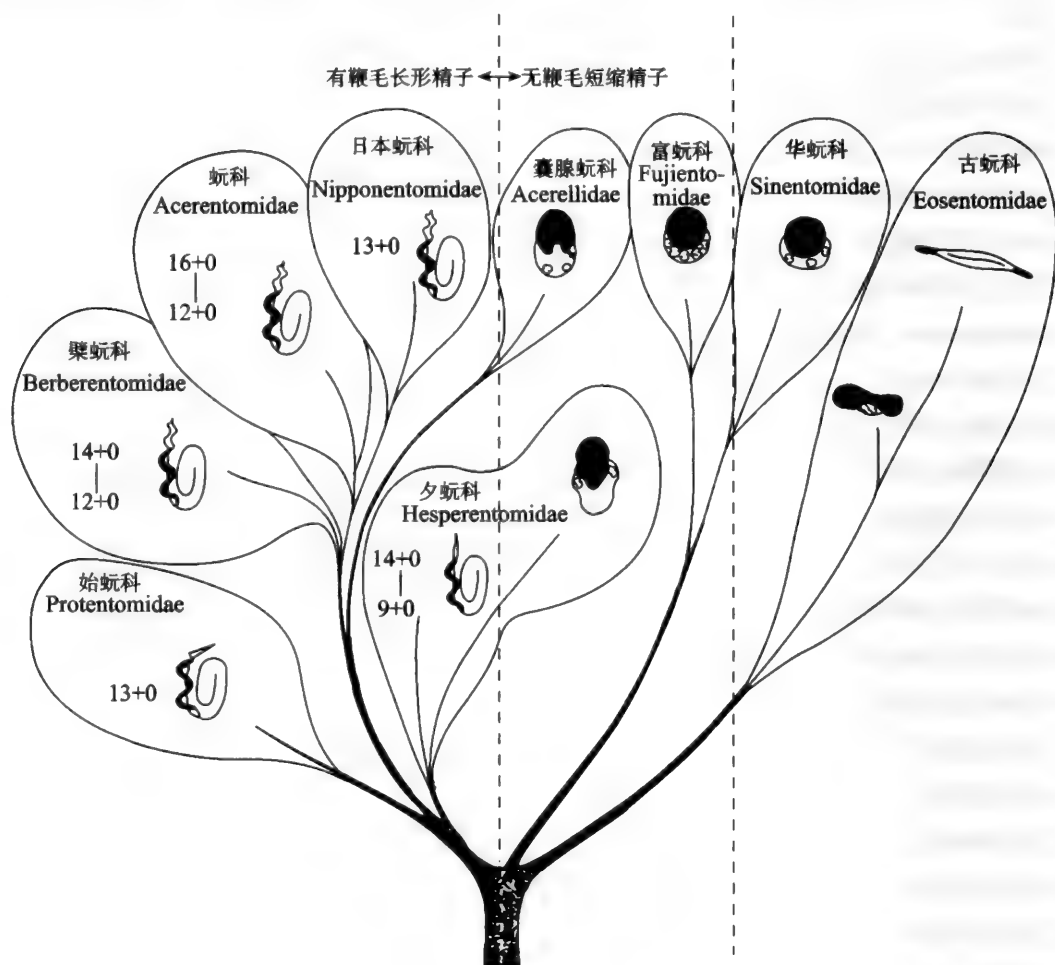 有鞭毛长形精子 ←→ 无鞭毛短缩精子
日本蚖科
Nipponentomidae
13+0
囊腺蚖科
Acerellidae
富蚖科
Fujiento-
midae
华蚖科
Sinentomidae
古蚖科
Eosentomidae
蚖科
Acerentomidae
16+0
12+0
檗蚖科
Berberentomidae
14+0
12+0
夕蚖科
Hesperentomidae
14+0
9+0
始蚖科
Protentomidae
13+0